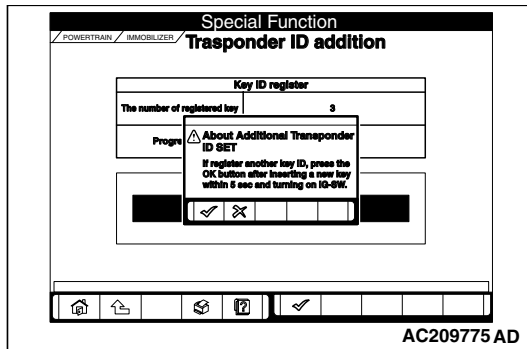 Special Function
POWERTRAIN / IMMOBILIZER / Trasponder ID addition
Key ID register
The number of registered key 3
Progre
About Additional Transponder
ID SET
If register another key ID, press the
OK button after inserting a new key
within 5 sec and turning on IG-SW.
AC209775 AD